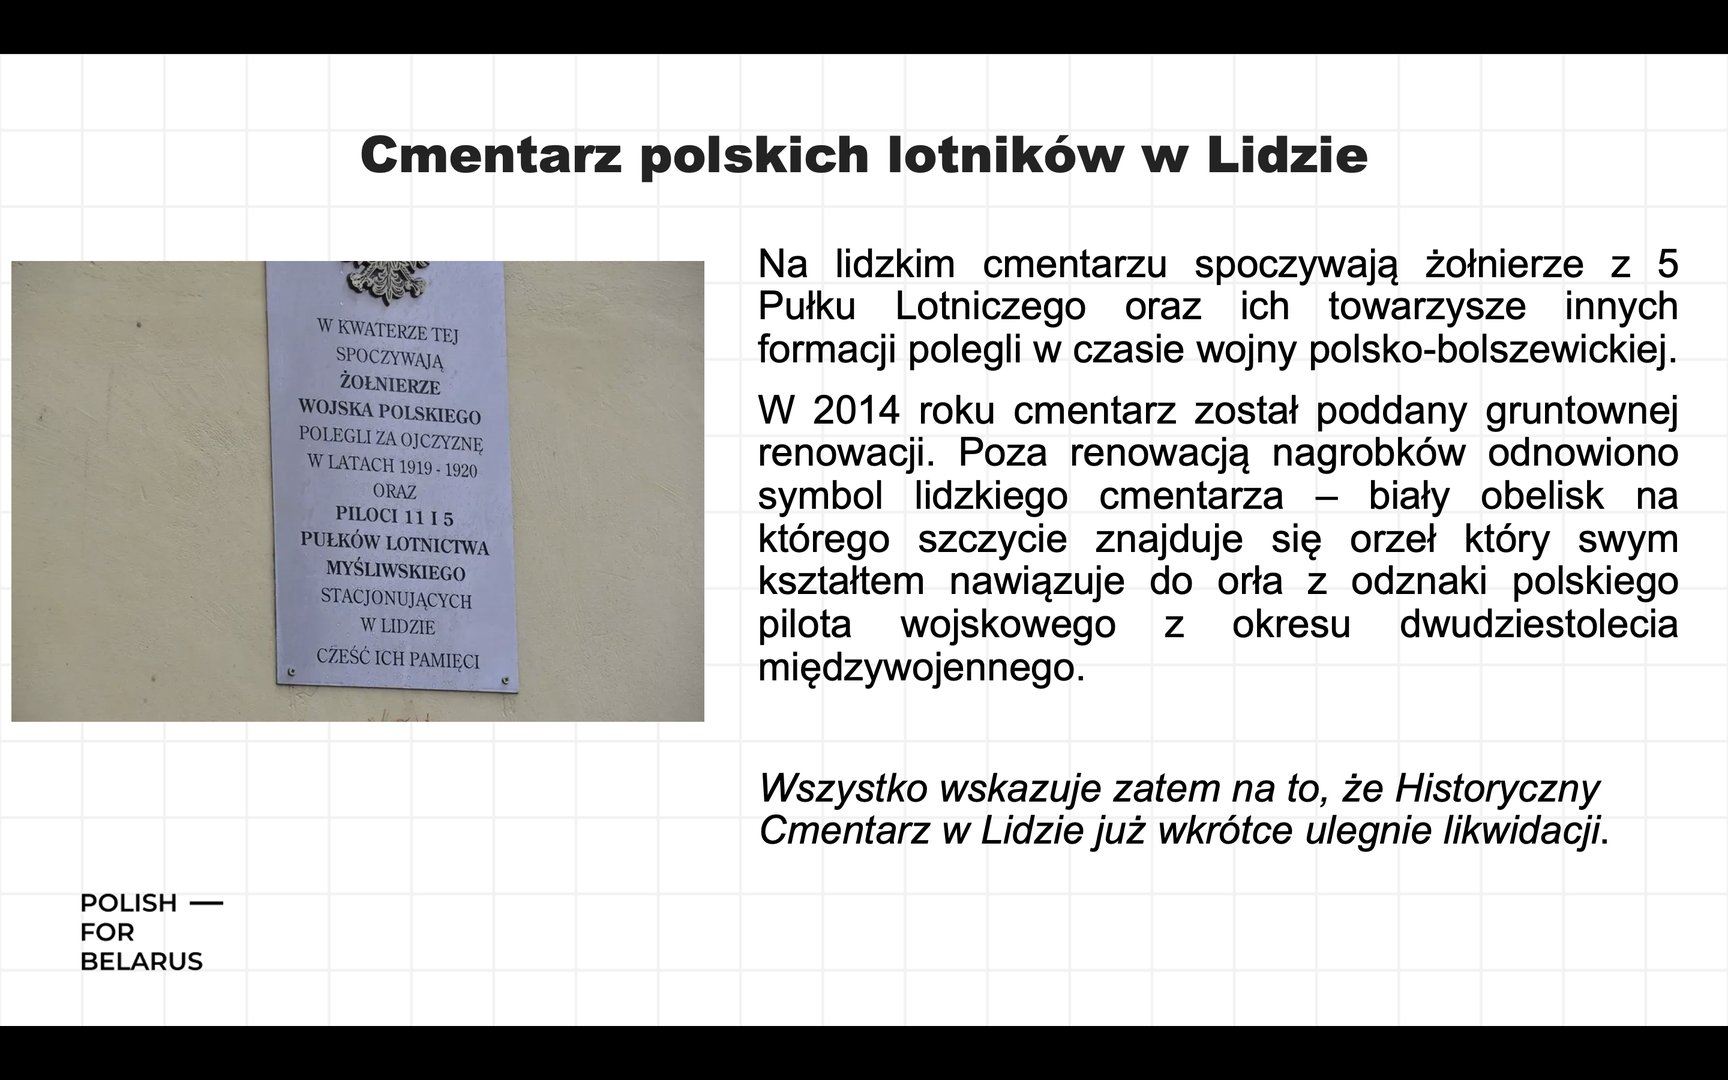 Cmentarz polskich lotników w Lidzie
W KWATERZE TEJ
SPOCZYWAJĄ
ŻOŁNIERZE
WOJSKA POLSKIEGO
POLEGLI ZA OJCZYZNĘ
W LATACH 1919 - 1920
ORAZ
PILOCI 11 I 5
PUŁKÓW LOTNICTWA
MYŚLIWSKIEGO
STACJONUJĄCYCH
W LIDZIE
CZEŚĆ ICH PAMIĘCI
Na lidzkim cmentarzu spoczywają żołnierze z 5
Pułku Lotniczego oraz ich towarzysze innych
formacji polegli w czasie wojny polsko-bolszewickiej.
W 2014 roku cmentarz został poddany gruntownej
renowacji. Poza renowacją nagrobków odnowiono
symbol lidzkiego cmentarza – biały obelisk na
którego szczycie znajduje się orzeł który swym
kształtem nawiązuje do orła z odznaki polskiego
pilota wojskowego z okresu dwudziestolecia
międzywojennego.
Wszystko wskazuje zatem na to, że Historyczny
Cmentarz w Lidzie już wkrótce ulegnie likwidacji.
POLISH —
FOR
BELARUS